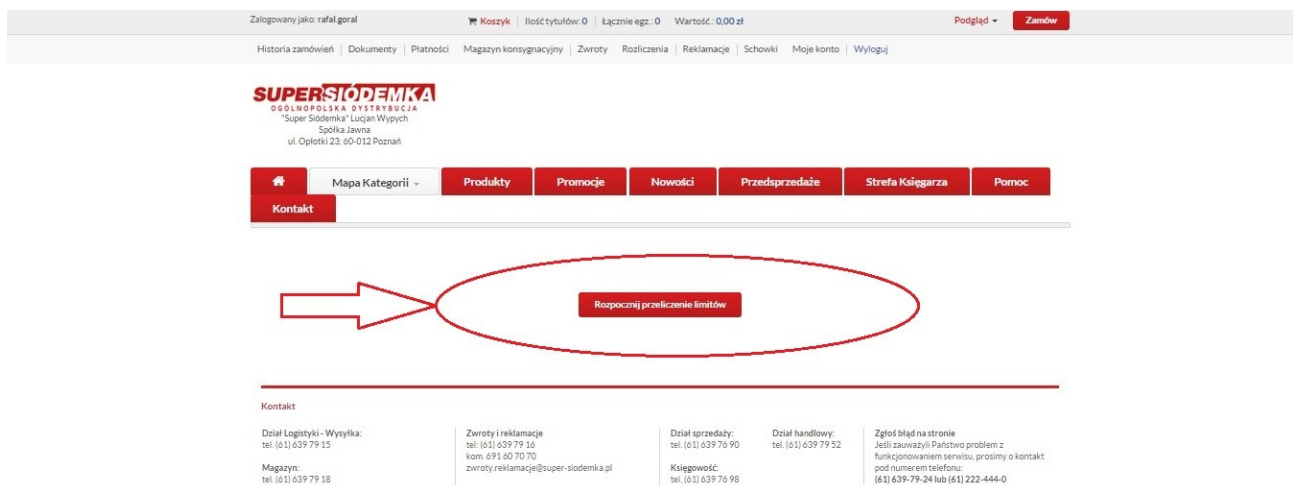 Zalogowany jako: rafal.goral
Koszyk | Ilość tytułów: 0 | Łącznie egz.: 0 Wartość.: 0,00 zł
Podgląd
Zamów
Historia zamówień | Dokumenty | Płatności Magazyn konsygnacyjny | Zwroty Rozliczenia | Reklamacje | Schowki Moje konto | Wyloguj
SUPERSIÓDEMKA
OGÓLNOPOLSKA DYSTRYBUCJA
"Super Siódemka" Lucjan Wypych
Spółka Jawna
ul. Opłotki 23; 60-012 Poznań
Mapa Kategorii
Produkty
Promocje
Nowości
Przedsprzedaże
Strefa Księgarza
Pomoc
Kontakt
Rozpocznij przeliczenie limitów
Kontakt
Dział Logistyki - Wysyłka:
tel. (61) 639 79 15
Magazyn:
tel. (61) 639 79 18
Zwroty i reklamacje
tel: (61) 639 79 16
kom. 691 60 70 70
zwroty.reklamacje@super-siodemka.pl
Dział sprzedaży:
tel. (61) 639 76 90
Księgowość:
tel. (61) 639 76 98
Dział handlowy:
tel. (61) 639 79 52
Zgłoś błąd na stronie
Jeśli zauważyli Państwo problem z
funkcjonowaniem serwisu, prosimy o kontakt
pod numerem telefonu:
(61) 639-79-24 lub (61) 222-444-0